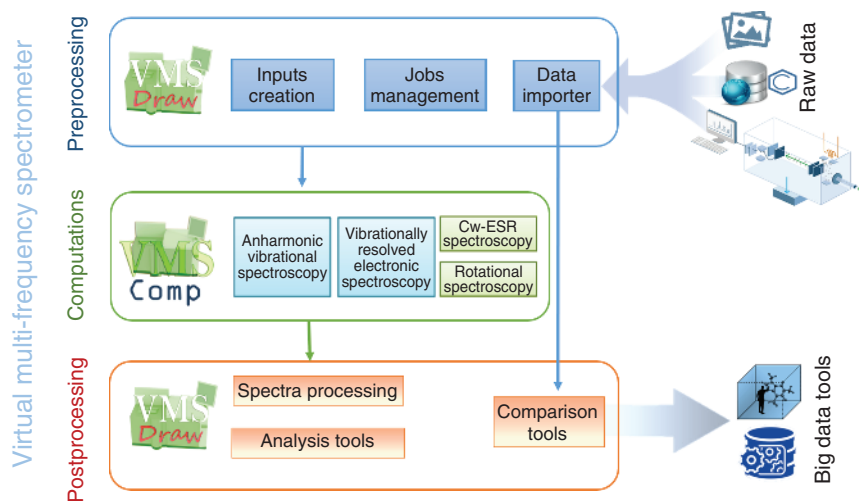 Virtual multi-frequency spectrometer
Preprocessing
VMS
Draw
Inputs
creation
Jobs
management
Data
importer
Raw data
Computations
VMS
Comp
Anharmonic
vibrational
spectroscopy
Vibrationally
resolved
electronic
spectroscopy
Cw-ESR
spectroscopy
Rotational
spectroscopy
Postprocessing
VMS
Draw
Spectra processing
Analysis tools
Comparison
tools
Big data tools